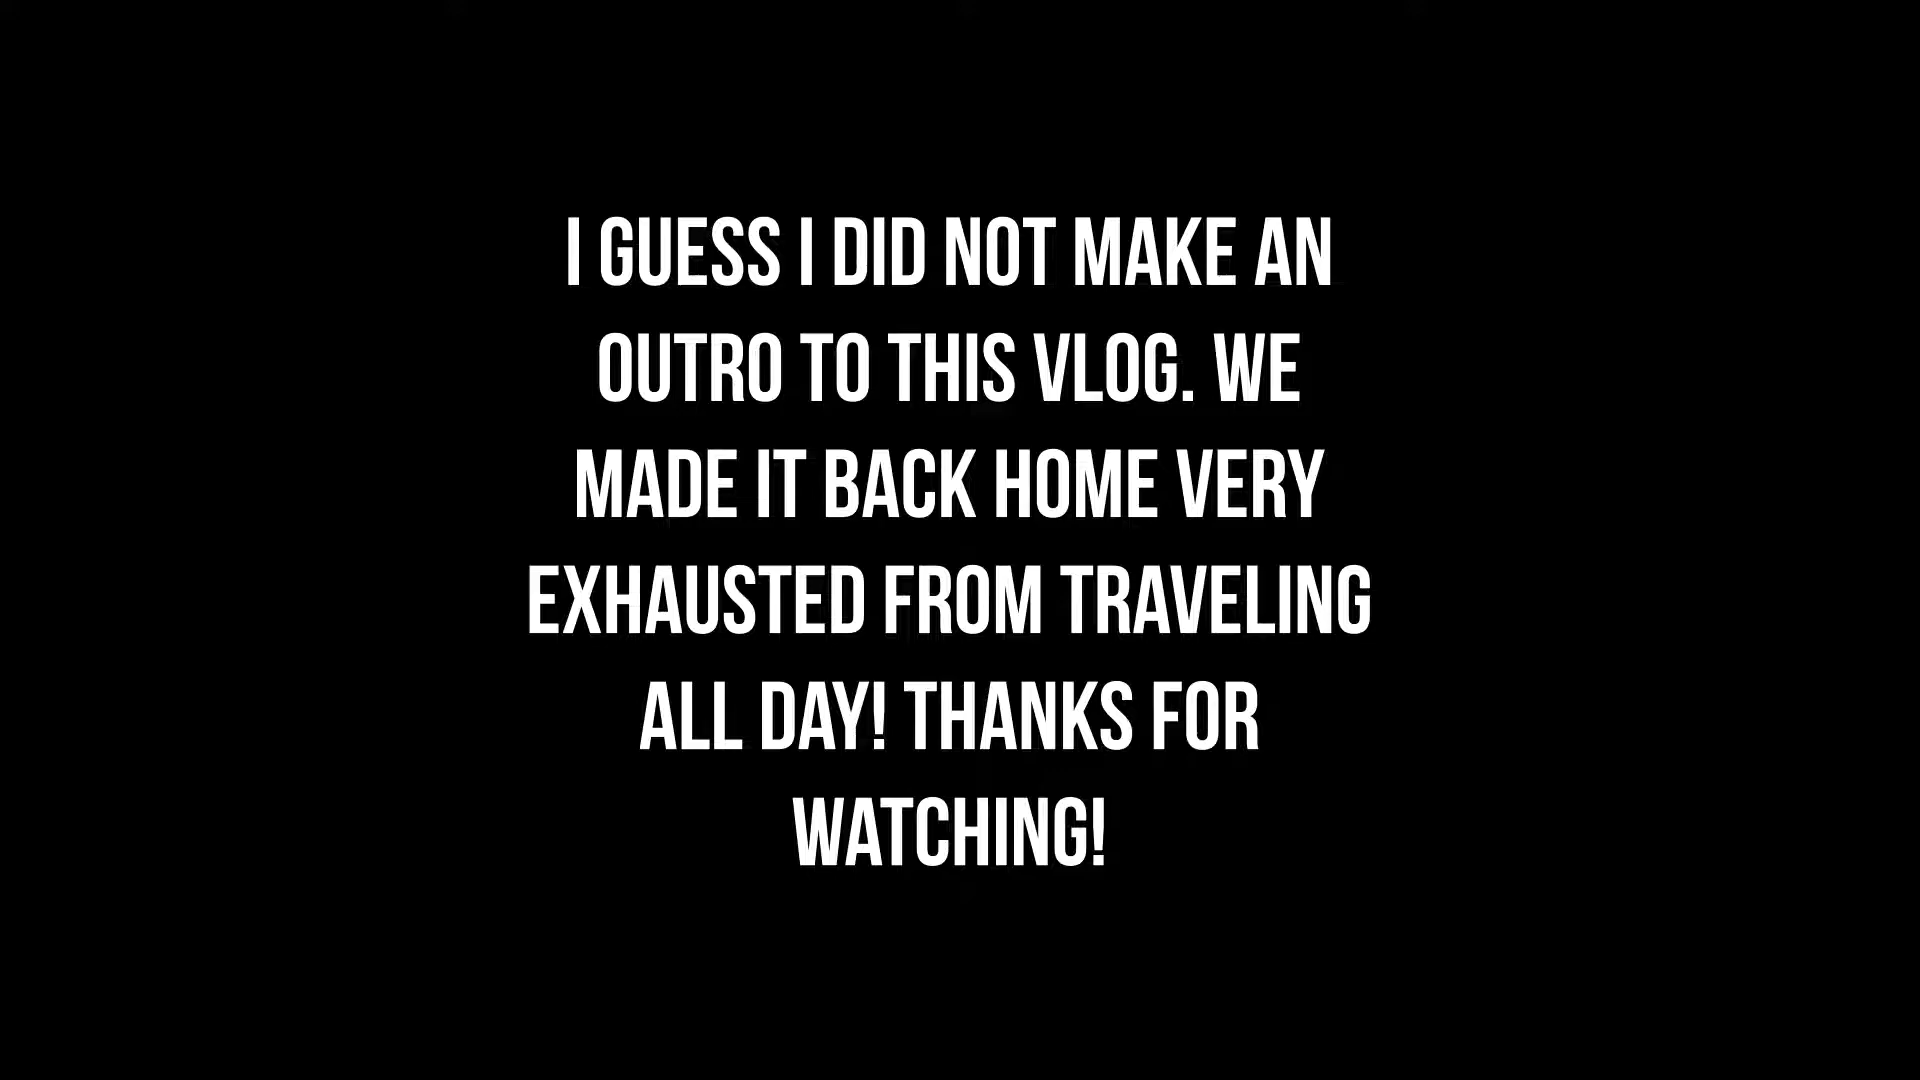 I GUESS I DID NOT MAKE AN
OUTRO TO THIS VLOG. WE
MADE IT BACK HOME VERY
EXHAUSTED FROM TRAVELING
ALL DAY! THANKS FOR
WATCHING!